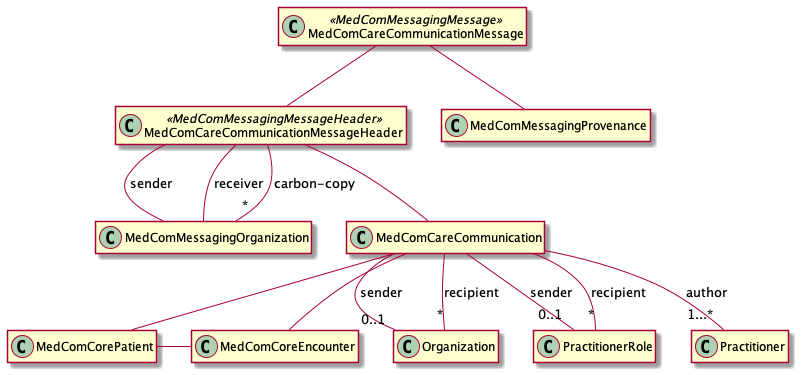 C
«MedComMessagingMessage»
MedComCareCommunicationMessage
C
«MedComMessagingMessageHeader»
MedComCareCommunicationMessageHeader
C MedComMessagingProvenance
sender
receiver
carbon-copy
*
C MedComMessagingOrganization
C MedComCareCommunication
sender
recipient
sender
recipient
author
0..1
*
0..1
*
1...*
C MedComCorePatient
C MedComCoreEncounter
C Organization
C PractitionerRole
C Practitioner